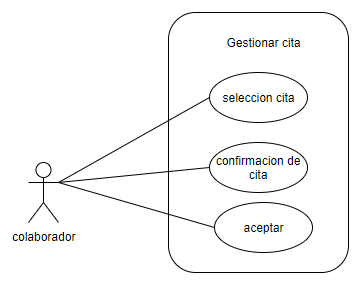 Gestionar cita
seleccion cita
confirmacion de
cita
aceptar
colaborador